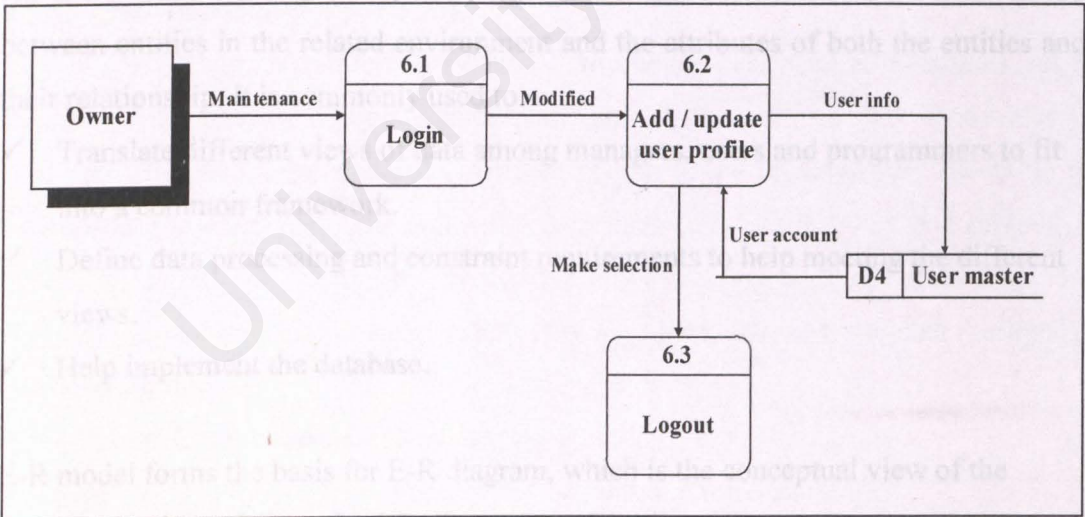 between entities in the related environment and the attributes of both the entities and
6.1
6.2
Owner
Maintenance
Login
Modified
Add / update
user profile
User info
Translate different views of data among managers, and programmers to fit
into a common framework.
User account
Define data processing and constraint requirements to help meeting the different
Make selection
D4
User master
views.
6.3
Help implement the database.
Logout
E-R model forms the basis for E-R diagram, which is the conceptual view of the
University